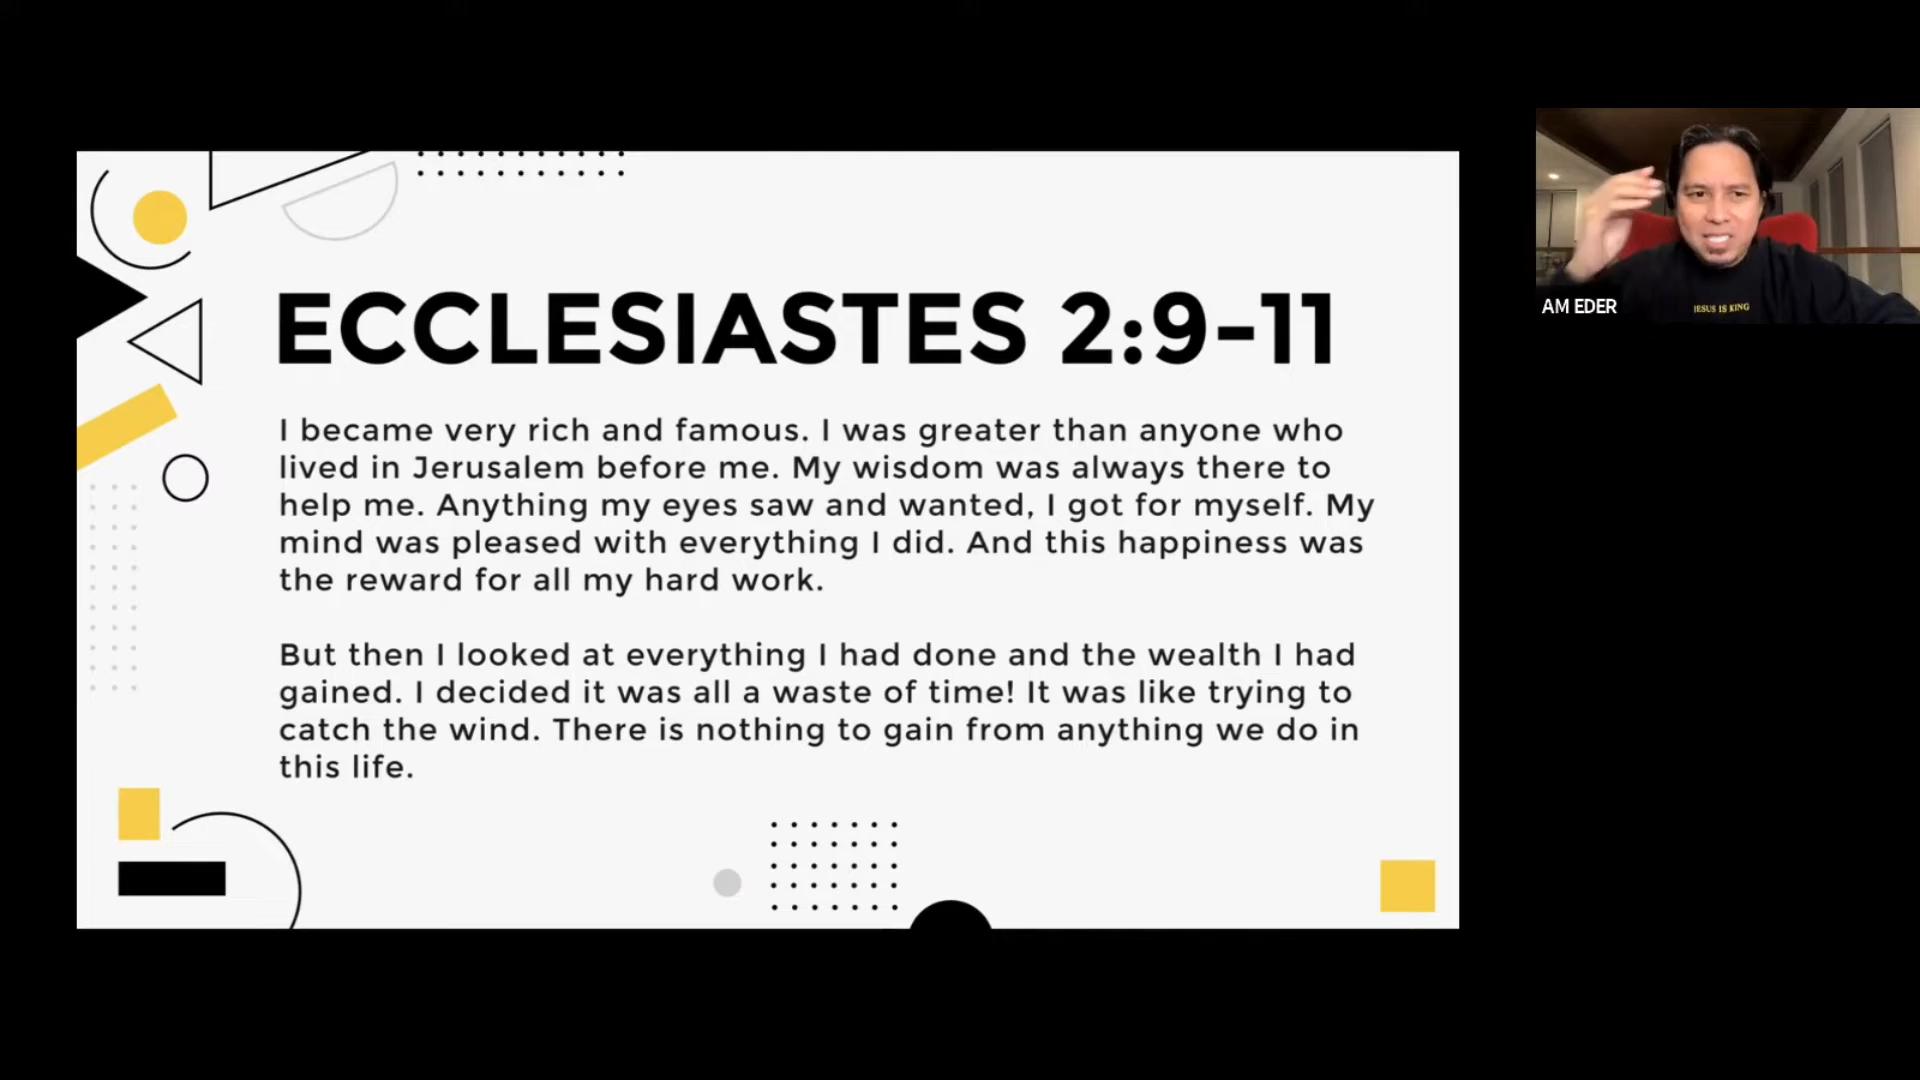 ECCLESIASTES 2:9-11
I became very rich and famous. I was greater than anyone who
lived in Jerusalem before me. My wisdom was always there to
help me. Anything my eyes saw and wanted, I got for myself. My
mind was pleased with everything I did. And this happiness was
the reward for all my hard work.
But then I looked at everything I had done and the wealth I had
gained. I decided it was all a waste of time! It was like trying to
catch the wind. There is nothing to gain from anything we do in
this life.
JESUS IS KING
AM EDER